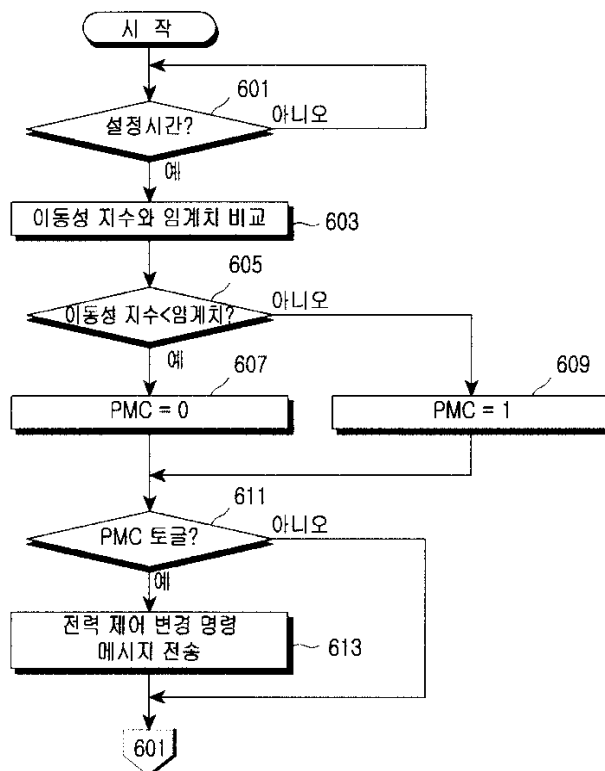 시 작
601
설정시간?
아니오
예
이동성 지수와 임계치 비교
603
605
이동성 지수<임계치?
아니오
예
607
609
PMC = 0
PMC = 1
611
PMC 토글?
아니오
예
전력 제어 변경 명령
메시지 전송
613
601